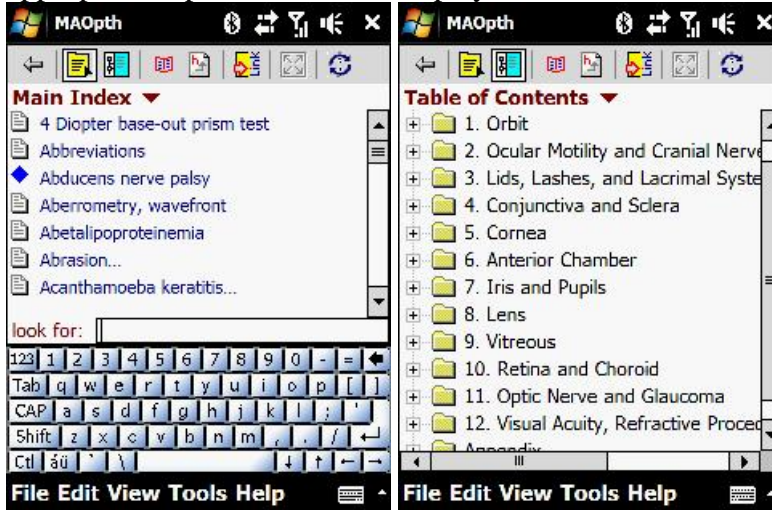 MAOpth
Main Index
4 Diopter base-out prism test
Abbreviations
Abducens nerve palsy
Aberrometry, wavefront
Abetalipoproteinemia
Abrasion...
Acanthamoeba keratitis...
look for:
123 1 2 3 4 5 6 7 8 9 0 - =
Tab q w e r t y u i o p [ ]
CAP a s d f g h j k l ; '
Shift z x c v b n m , . /
Ctl áü ` \
File Edit View Tools Help
MAOpth
Table of Contents
1. Orbit
2. Ocular Motility and Cranial Nerve
3. Lids, Lashes, and Lacrimal Syste
4. Conjunctiva and Sclera
5. Cornea
6. Anterior Chamber
7. Iris and Pupils
8. Lens
9. Vitreous
10. Retina and Choroid
11. Optic Nerve and Glaucoma
12. Visual Acuity, Refractive Proced
Appendix
File Edit View Tools Help